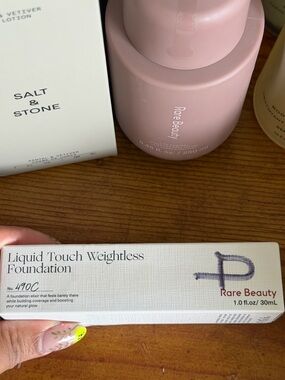 & VETIVER
LOTION
SALT
&
STONE
Rare Beauty
Liquid Touch Weightless
Foundation
No. 490C
A foundation elixir that feels barely there
while building coverage and boosting
your natural glow.
P
Rare Beauty
1.0 fl.oz/ 30mL